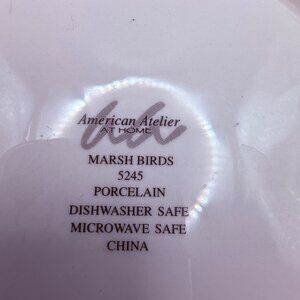 American Atelier
AT HOME
MARSH BIRDS
5245
PORCELAIN
DISHWASHER SAFE
MICROWAVE SAFE
CHINA